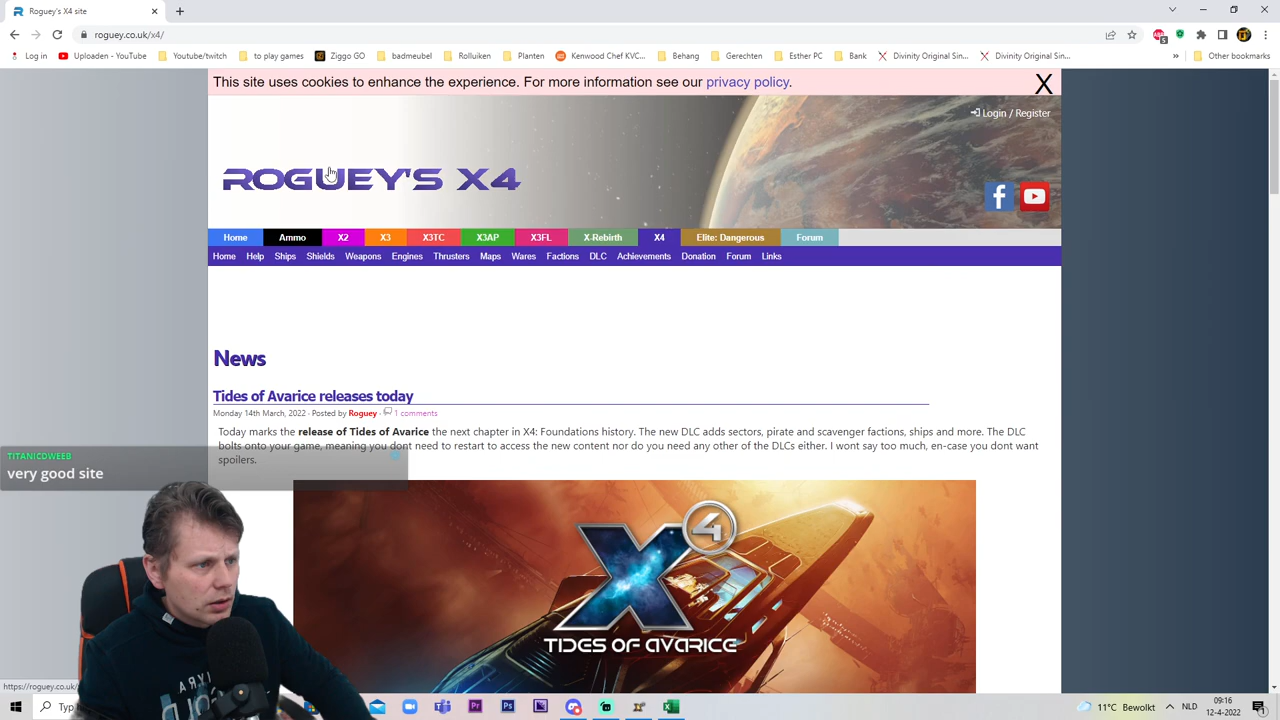 Roguey's X4 site
roguey.co.uk/x4/
Log in
Uploaden - YouTube
Youtube/twitch
to play games
Ziggo GO
badmeubel
Rolluiken
Planten
Kenwood Chef KVC...
Behang
Gerechten
Esther PC
Bank
Divinity Original Sin...
Divinity Original Sin...
»
Other bookmarks
This site uses cookies to enhance the experience. For more information see our privacy policy.
X
Login / Register
ROGUEY'S X4
Home Ammo X2 X3 X3TC X3AP X3FL X-Rebirth X4 Elite: Dangerous Forum
Home Help Ships Shields Weapons Engines Thrusters Maps Wares Factions DLC Achievements Donation Forum Links
News
Tides of Avarice releases today
Monday 14th March, 2022 - Posted by Roguey - 1 comments
Today marks the release of Tides of Avarice the next chapter in X4: Foundations history. The new DLC adds sectors, pirate and scavenger factions, ships and more. The DLC
bolts onto your game, meaning you dont need to restart to access the new content nor do you need any other of the DLCs either. I wont say too much, en-case you dont want
spoilers.
TITANICDWEEB
very good site
X4
TIDES OF AVARICE
https://roguey.co.uk/
Typ
11°C Bewolkt
NLD
09:16
12-4-2022